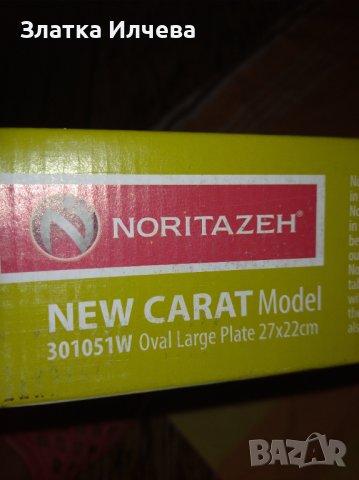 Златка Илчева
NORITAZEH®
NEW CARAT Model
301051W Oval Large Plate 27x22cm
BAZAR